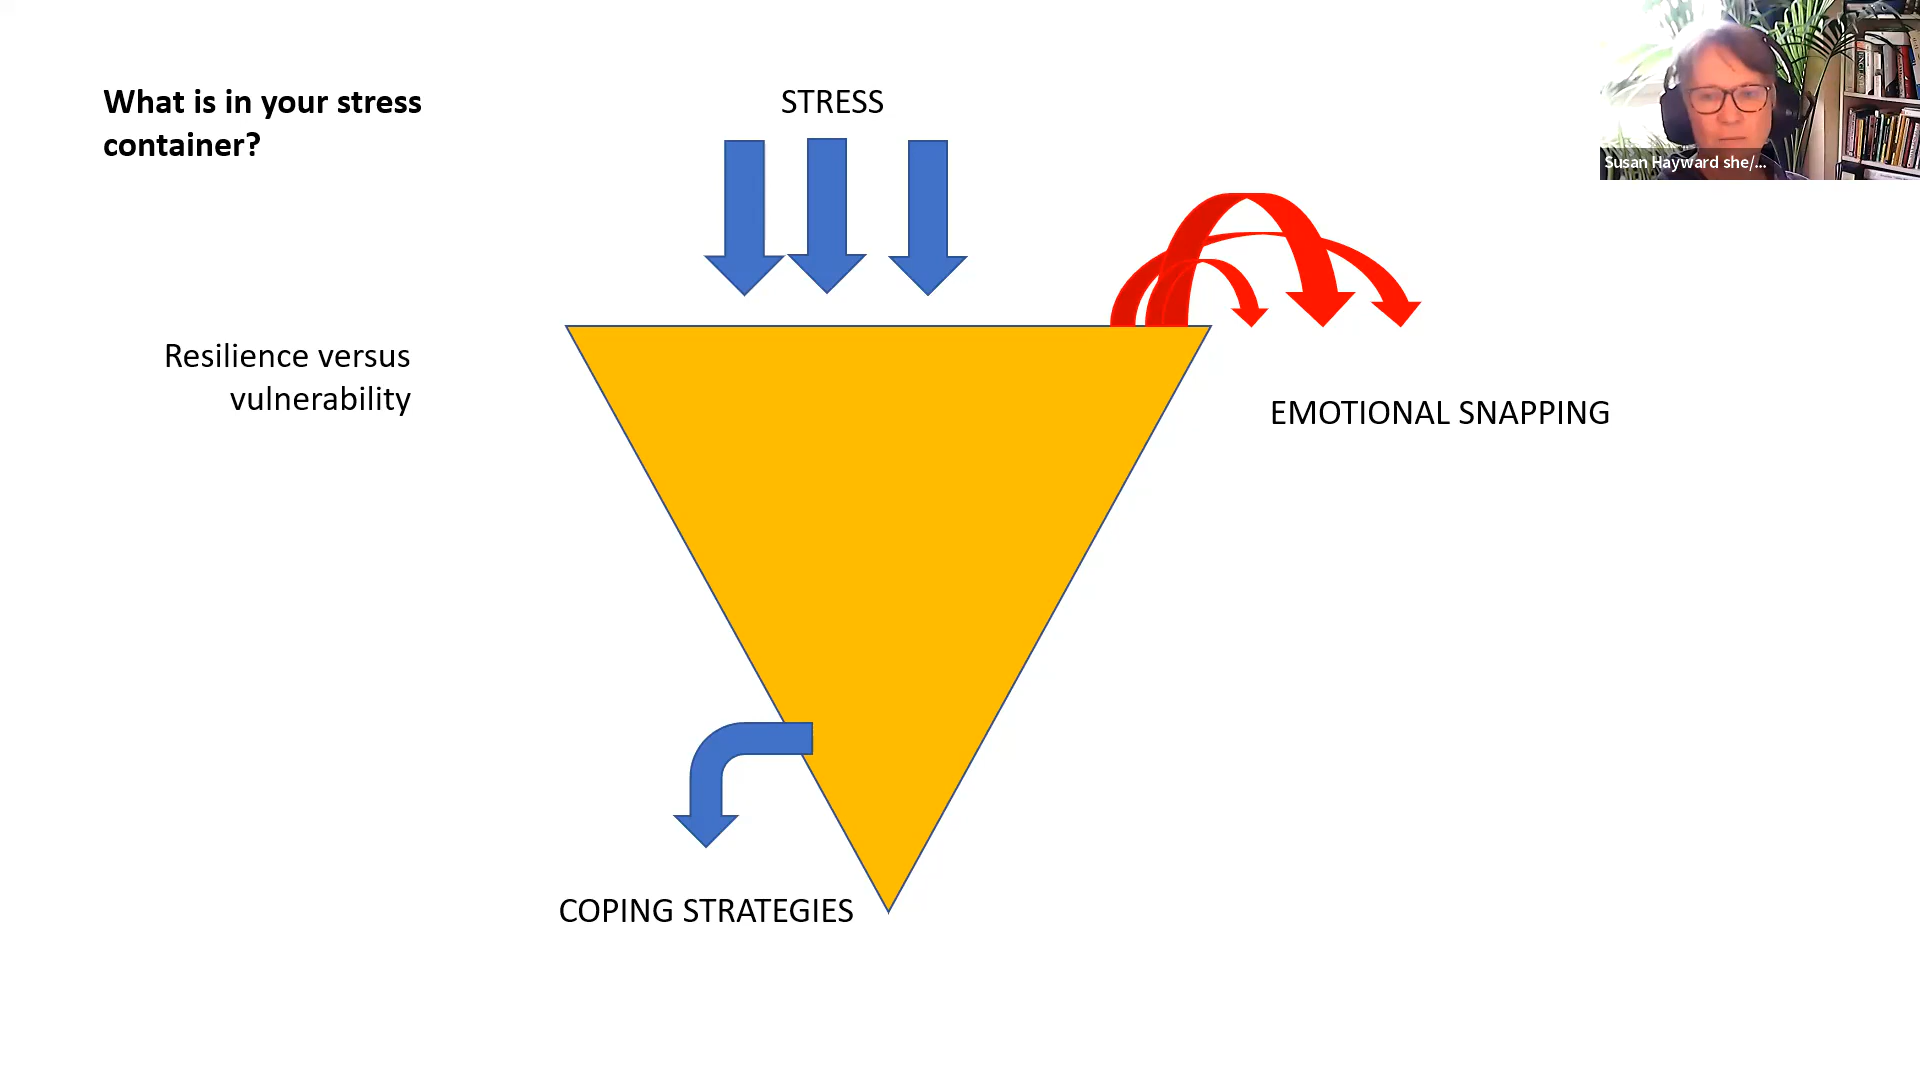 What is in your stress
container?
STRESS
Susan Hayward she/...
Resilience versus
vulnerability
EMOTIONAL SNAPPING
COPING STRATEGIES